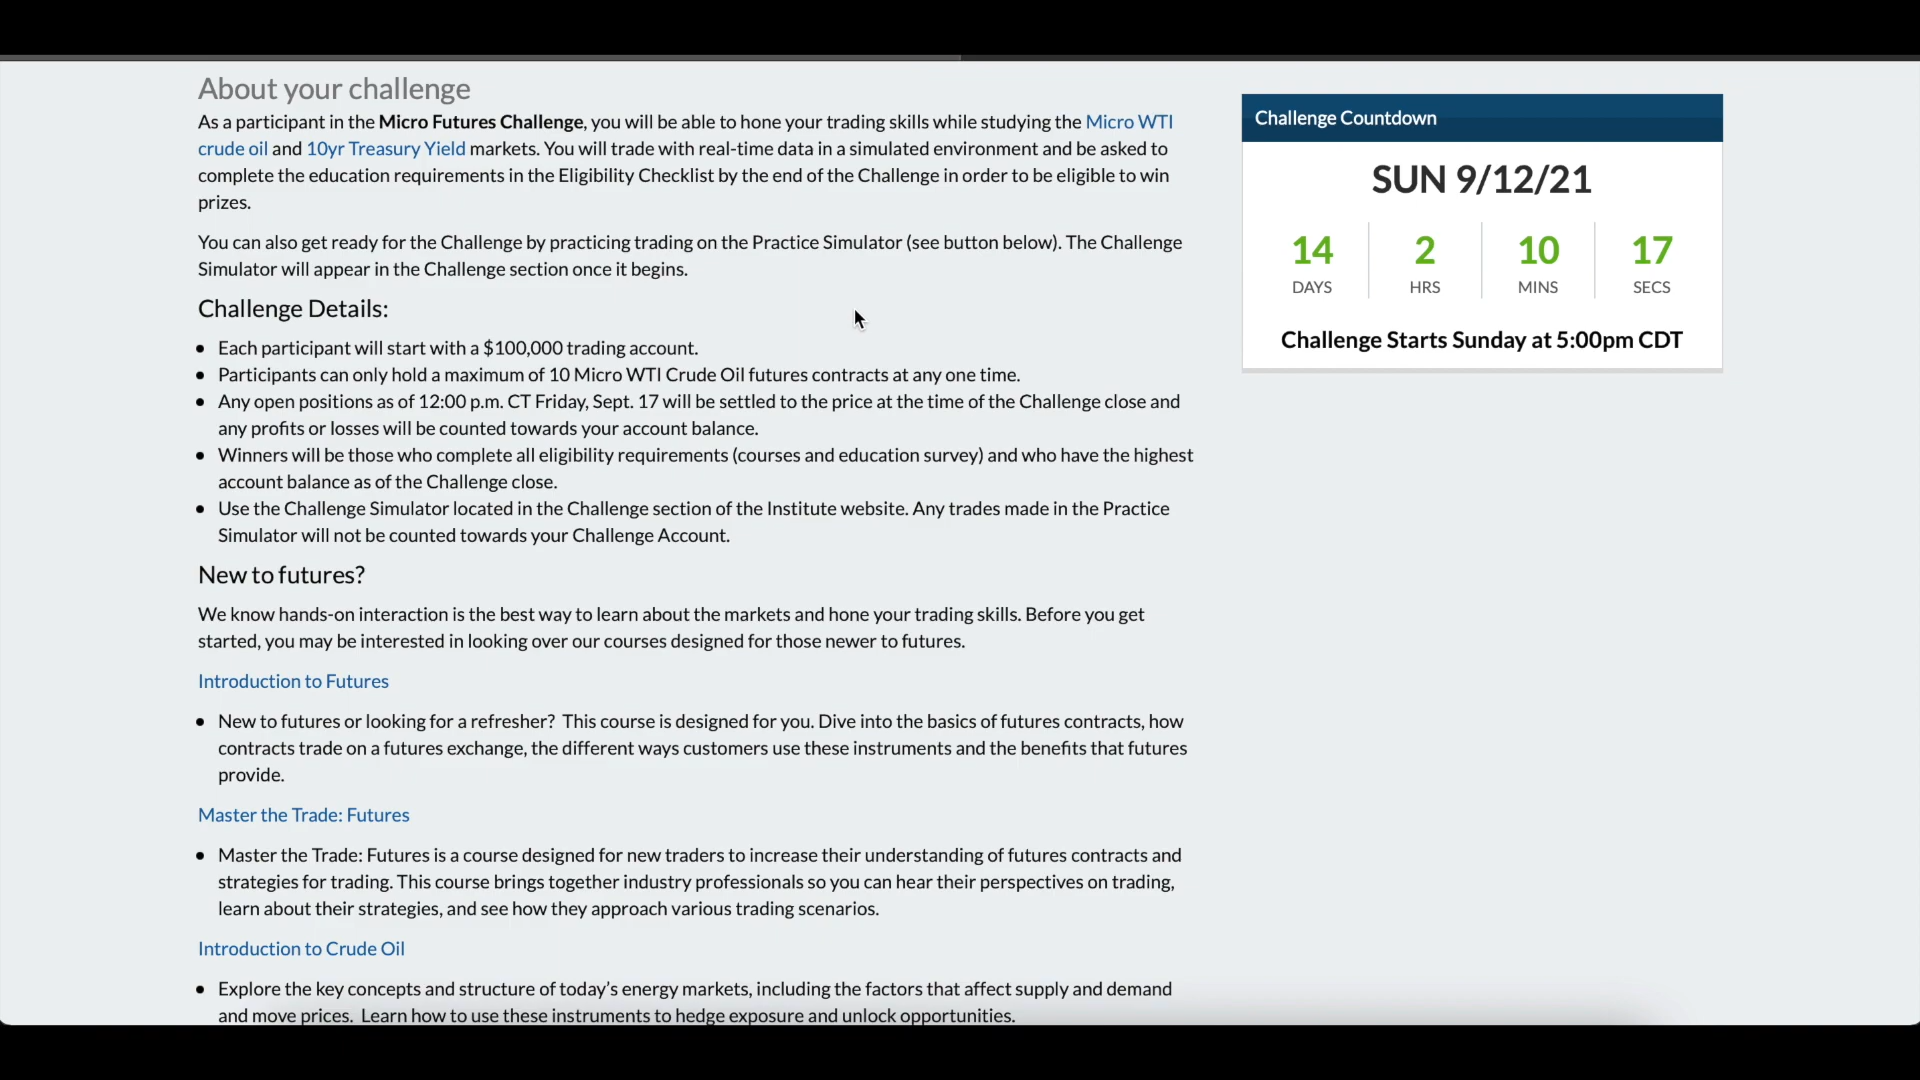 About your challenge
As a participant in the Micro Futures Challenge, you will be able to hone your trading skills while studying the Micro WTI
crude oil and 10yr Treasury Yield markets. You will trade with real-time data in a simulated environment and be asked to
complete the education requirements in the Eligibility Checklist by the end of the Challenge in order to be eligible to win
prizes.
You can also get ready for the Challenge by practicing trading on the Practice Simulator (see button below). The Challenge
Simulator will appear in the Challenge section once it begins.
Challenge Details:
Each participant will start with a $100,000 trading account.
Participants can only hold a maximum of 10 Micro WTI Crude Oil futures contracts at any one time.
Any open positions as of 12:00 p.m. CT Friday, Sept. 17 will be settled to the price at the time of the Challenge close and
any profits or losses will be counted towards your account balance.
Winners will be those who complete all eligibility requirements (courses and education survey) and who have the highest
account balance as of the Challenge close.
Use the Challenge Simulator located in the Challenge section of the Institute website. Any trades made in the Practice
Simulator will not be counted towards your Challenge Account.
New to futures?
We know hands-on interaction is the best way to learn about the markets and hone your trading skills. Before you get
started, you may be interested in looking over our courses designed for those newer to futures.
Introduction to Futures
New to futures or looking for a refresher? This course is designed for you. Dive into the basics of futures contracts, how
contracts trade on a futures exchange, the different ways customers use these instruments and the benefits that futures
provide.
Master the Trade: Futures
Master the Trade: Futures is a course designed for new traders to increase their understanding of futures contracts and
strategies for trading. This course brings together industry professionals so you can hear their perspectives on trading,
learn about their strategies, and see how they approach various trading scenarios.
Introduction to Crude Oil
Explore the key concepts and structure of today's energy markets, including the factors that affect supply and demand
and move prices. Learn how to use these instruments to hedge exposure and unlock opportunities.
Challenge Countdown
SUN 9/12/21
14 2 10 17
DAYS HRS MINS SECS
Challenge Starts Sunday at 5:00pm CDT